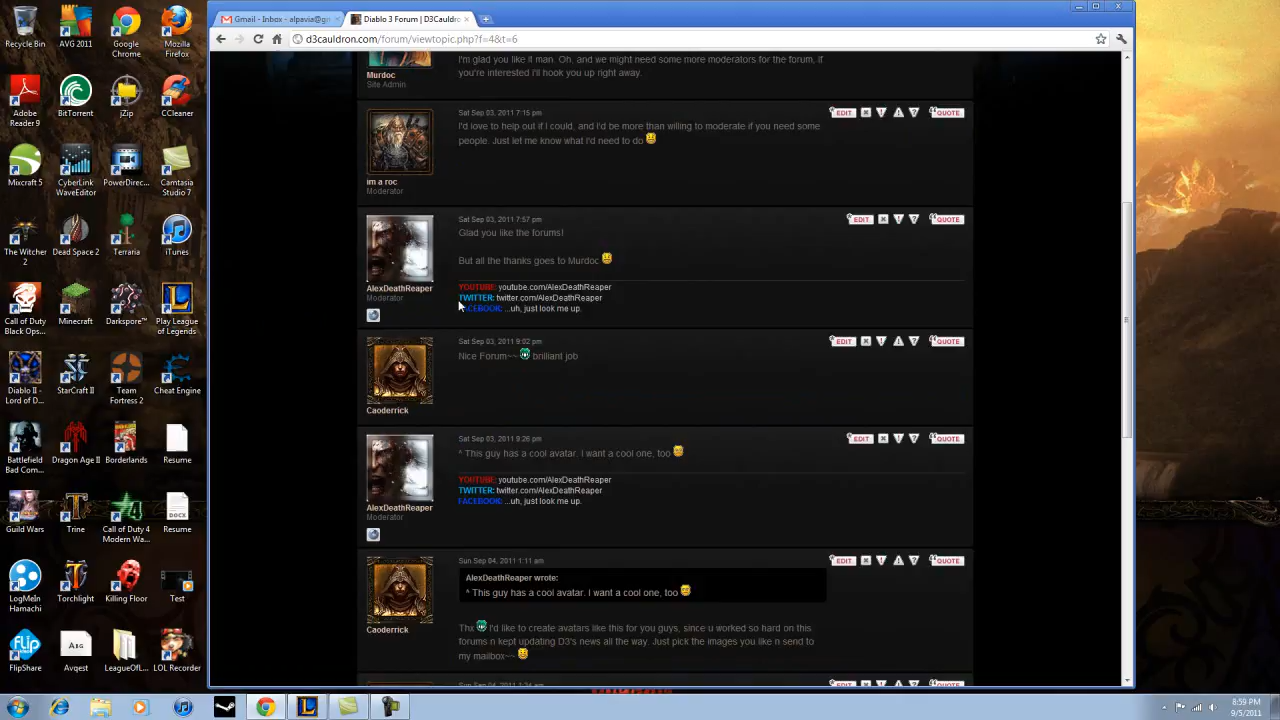 Gmail - Inbox - alpavia@gm
Diablo 3 Forum | D3Cauldro
d3cauldron.com/forum/viewtopic.php?f=4&t=6
Recycle Bin
AVG 2011
Google Chrome
Mozilla Firefox
Adobe Reader 9
BitTorrent
jZip
CCleaner
Mixcraft 5
CyberLink WaveEditor
PowerDirec...
Camtasia Studio 7
The Witcher 2
Dead Space 2
Terraria
iTunes
Call of Duty Black Ops...
Minecraft
Darkspore™
Play League of Legends
Diablo II - Lord of D...
StarCraft II
Team Fortress 2
Cheat Engine
Battlefield Bad Com...
Dragon Age II
Borderlands
Resume
Guild Wars
Trine
Call of Duty 4 Modern Wa...
Resume
LogMeIn Hamachi
Torchlight
Killing Floor
Test
FlipShare
Avqest
LeagueOfL...
LOL Recorder
I'm glad you like it man. Oh, and we might need some more moderators for the forum, if
you're interested I'll hook you up right away.
Murdoc
Site Admin
Sat Sep 03, 2011 7:15 pm
EDIT
QUOTE
I'd love to help out if I could, and I'd be more than willing to moderate if you need some
people. Just let me know what I'd need to do
im a roc
Moderator
Sat Sep 03, 2011 7:57 pm
EDIT
QUOTE
Glad you like the forums!
But all the thanks goes to Murdoc
YOUTUBE: youtube.com/AlexDeathReaper
TWITTER: twitter.com/AlexDeathReaper
FACEBOOK: ...uh, just look me up.
AlexDeathReaper
Moderator
Sat Sep 03, 2011 9:02 pm
EDIT
QUOTE
Nice Forum~~ brilliant job
Caoderrick
Sat Sep 03, 2011 9:26 pm
EDIT
QUOTE
^ This guy has a cool avatar. I want a cool one, too
YOUTUBE: youtube.com/AlexDeathReaper
TWITTER: twitter.com/AlexDeathReaper
FACEBOOK: ...uh, just look me up.
AlexDeathReaper
Moderator
Sun Sep 04, 2011 1:11 am
EDIT
QUOTE
AlexDeathReaper wrote:
^ This guy has a cool avatar. I want a cool one, too
Thx I'd like to create avatars like this for you guys, since u worked so hard on this
forums n kept updating D3's news all the way. Just pick the images you like n send to
my mailbox~~
Caoderrick
8:59 PM
9/5/2011